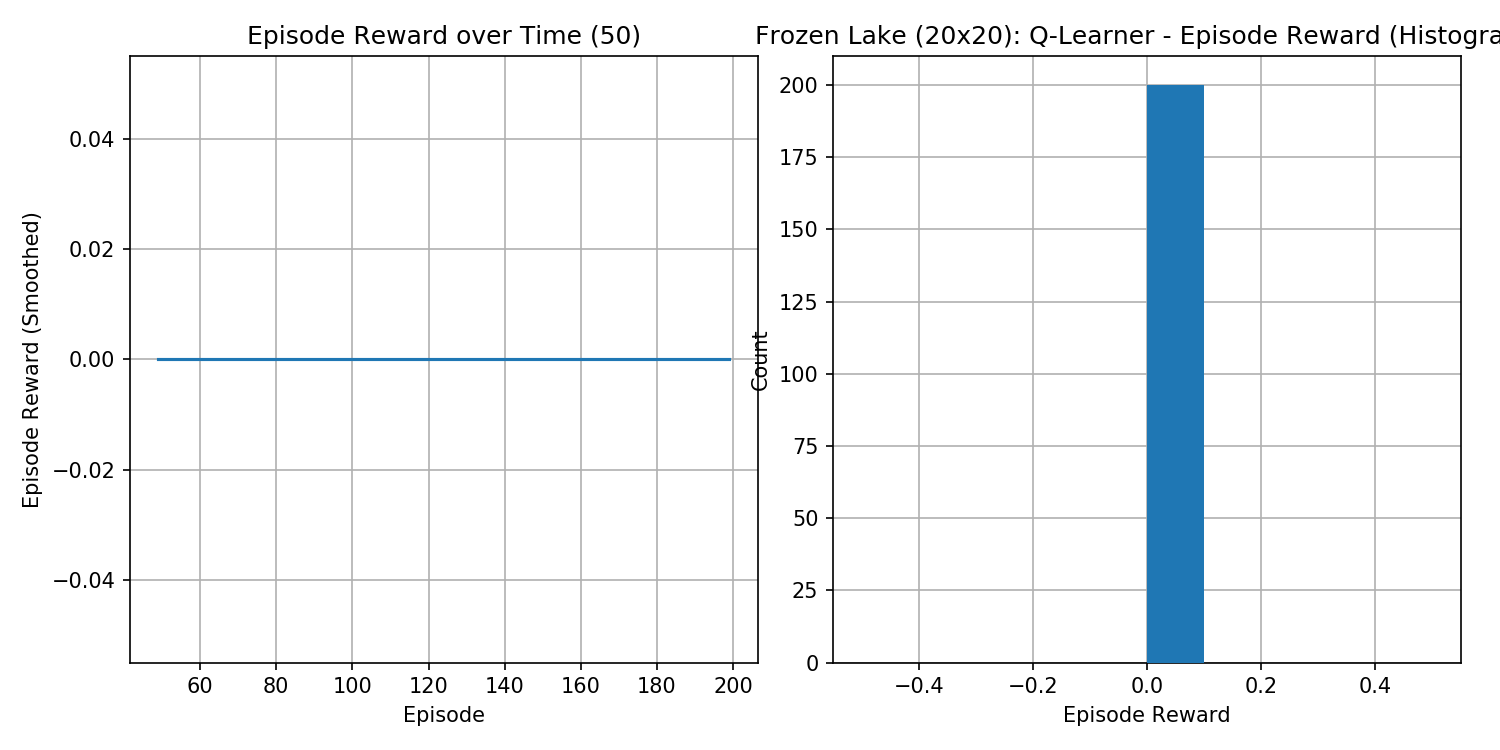 Episode Reward over Time (50)
Episode Reward (Smoothed)
0.04
0.02
0.00
−0.02
−0.04
60 80 100 120 140 160 180 200
Episode
Frozen Lake (20x20): Q-Learner - Episode Reward (Histogra
Count
200
175
150
125
100
75
50
25
0
−0.4 −0.2 0.0 0.2 0.4
Episode Reward